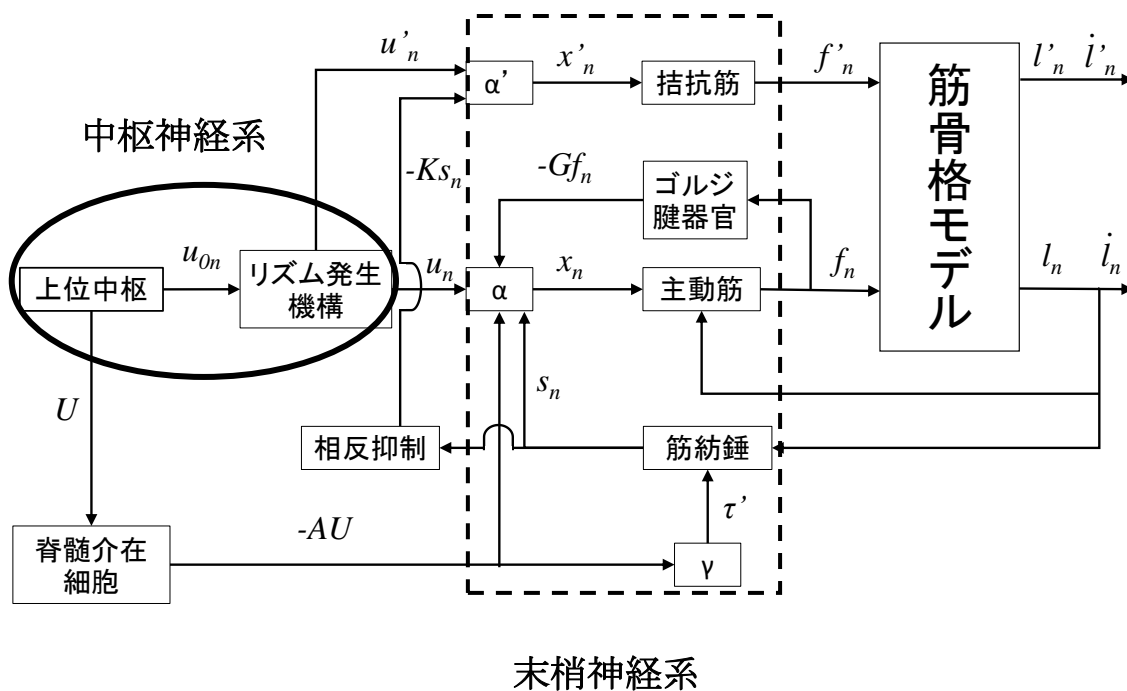 u'n
x'n
f'n
l'n
i'n
α'
拮抗筋
筋骨格モデル
中枢神経系
-Ksn
-Gfn
ゴルジ
腱器官
u0n
un
xn
fn
ln
i̇n
上位中枢
リズム発生
機構
α
主動筋
U
sn
相反抑制
筋紡錘
τ'
-AU
脊髄介在
細胞
γ
末梢神経系